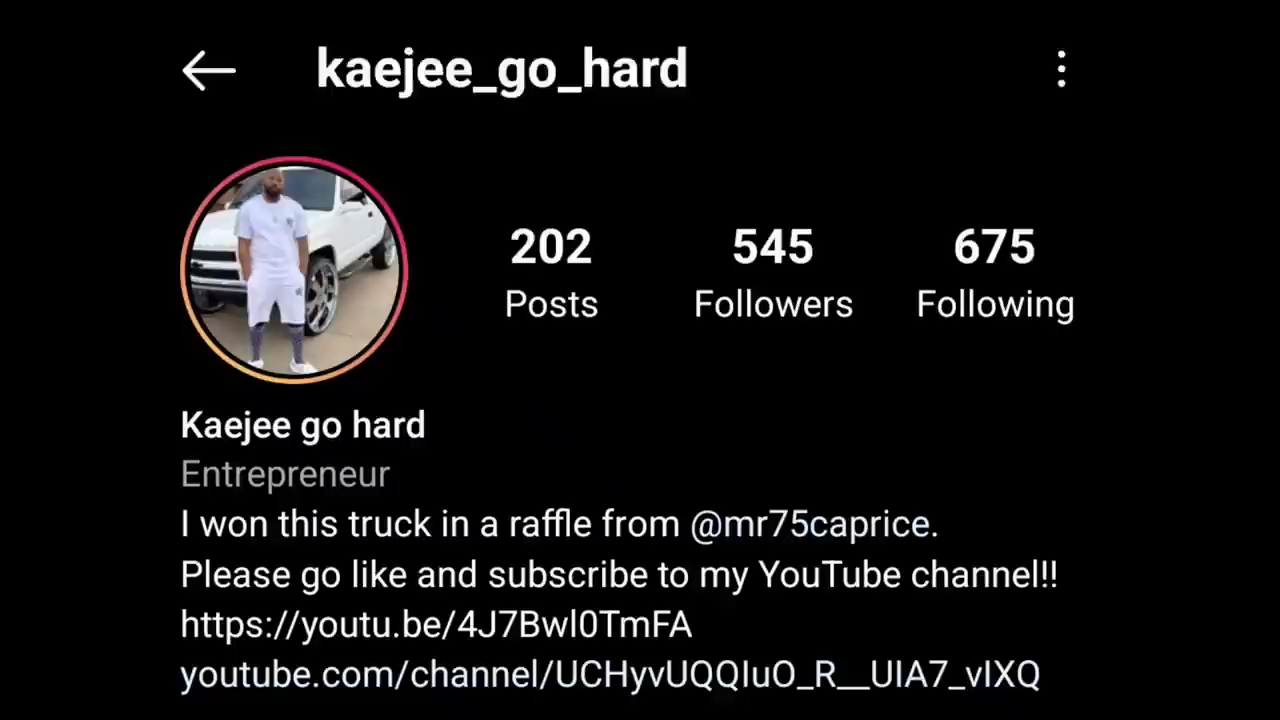 kaejee_go_hard
202 545 675
Posts Followers Following
Kaejee go hard
Entrepreneur
I won this truck in a raffle from @mr75caprice.
Please go like and subscribe to my YouTube channel!!
https://youtu.be/4J7Bwl0TmFA
youtube.com/channel/UCHyvUQQIuO_R__UIA7_vIXQ